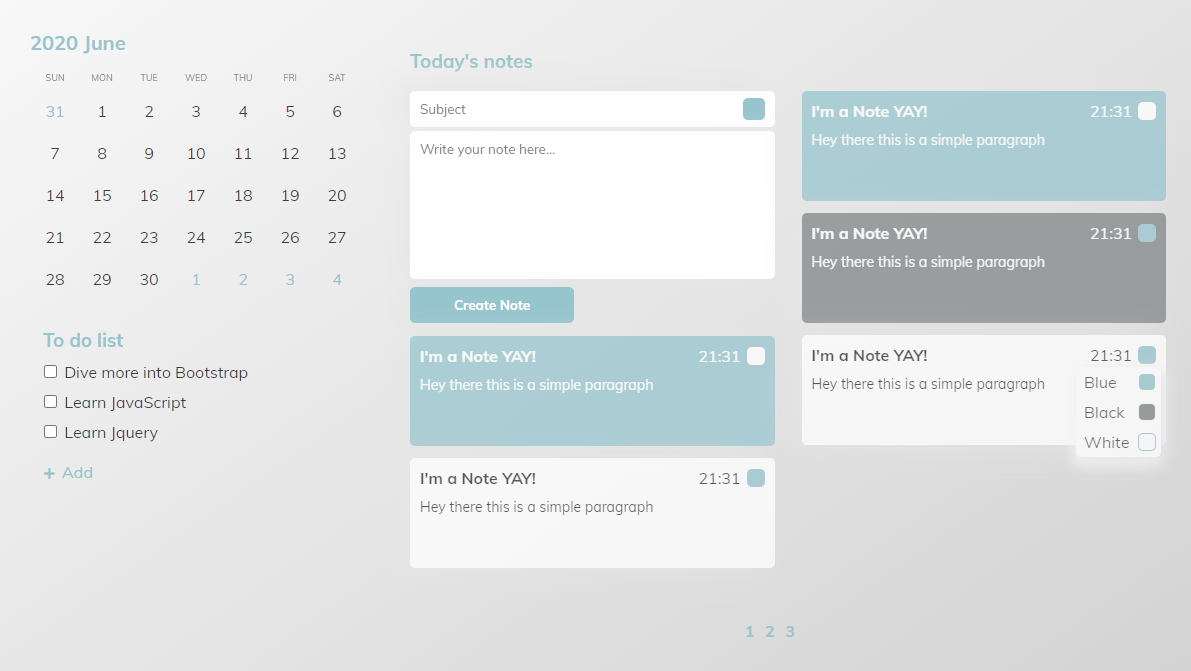 2020 June
SUN MON TUE WED THU FRI SAT
31 1 2 3 4 5 6
7 8 9 10 11 12 13
14 15 16 17 18 19 20
21 22 23 24 25 26 27
28 29 30 1 2 3 4
To do list
Dive more into Bootstrap
Learn JavaScript
Learn Jquery
+ Add
Today's notes
Subject
Write your note here...
Create Note
I'm a Note YAY! 21:31
Hey there this is a simple paragraph
I'm a Note YAY! 21:31
Hey there this is a simple paragraph
I'm a Note YAY! 21:31
Hey there this is a simple paragraph
I'm a Note YAY! 21:31
Hey there this is a simple paragraph
I'm a Note YAY! 21:31
Hey there this is a simple paragraph
Blue
Black
White
1 2 3